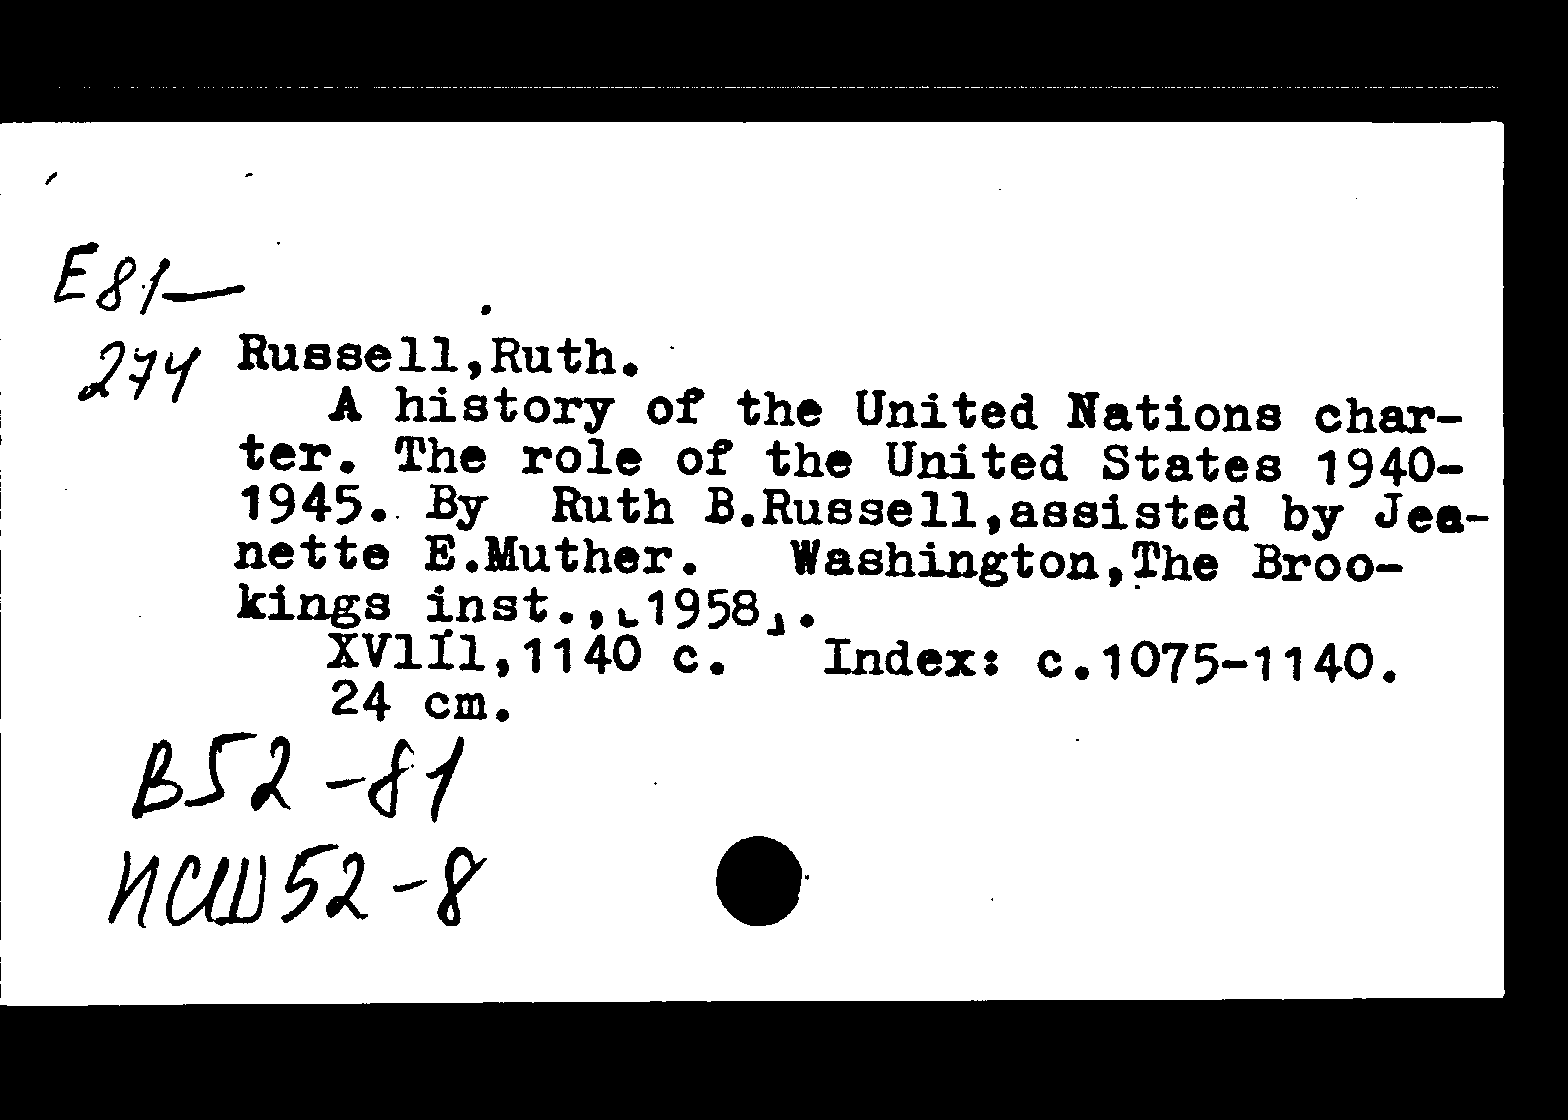 E81—
274
Russell,Ruth.
A history of the United Nations char-
ter. The role of the United States 1940-
1945. By Ruth B.Russell,assisted by Jea-
nette E.Muther. Washington,The Broo-
kings inst.,⌞1958⌟.
XVlIl,1140 c. Index: c.1075-1140.
24 cm.
B52-81
ИСШ52-8